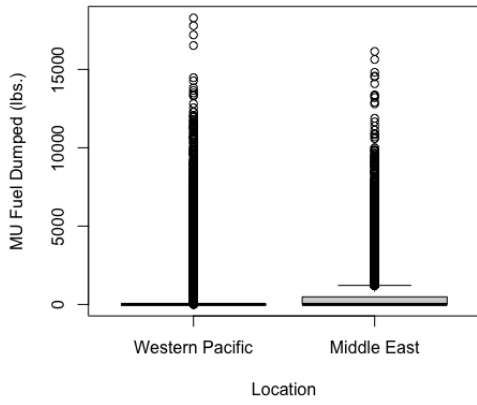 MU Fuel Dumped (lbs.)
15000
10000
5000
0
Western Pacific
Middle East
Location